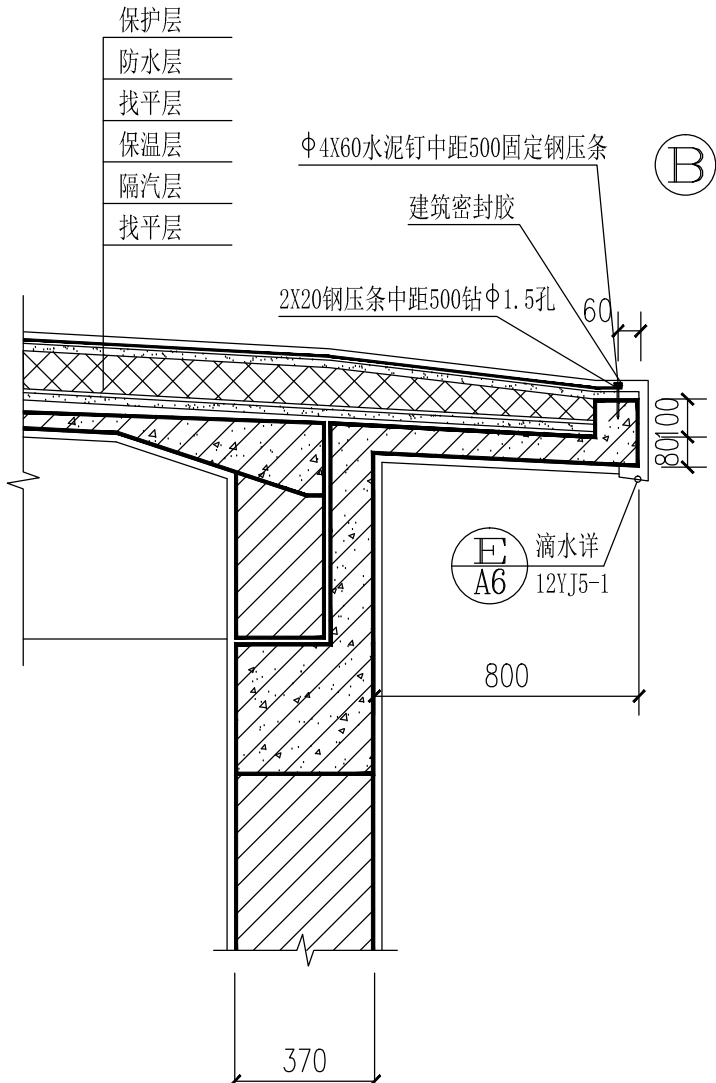 保护层
防水层
找平层
保温层
隔汽层
找平层
ϕ4X60水泥钉中距500固定钢压条
B
建筑密封胶
2X20钢压条中距500钻ϕ1.5孔
60
100
80
E
A6
滴水详
12YJ5-1
800
370